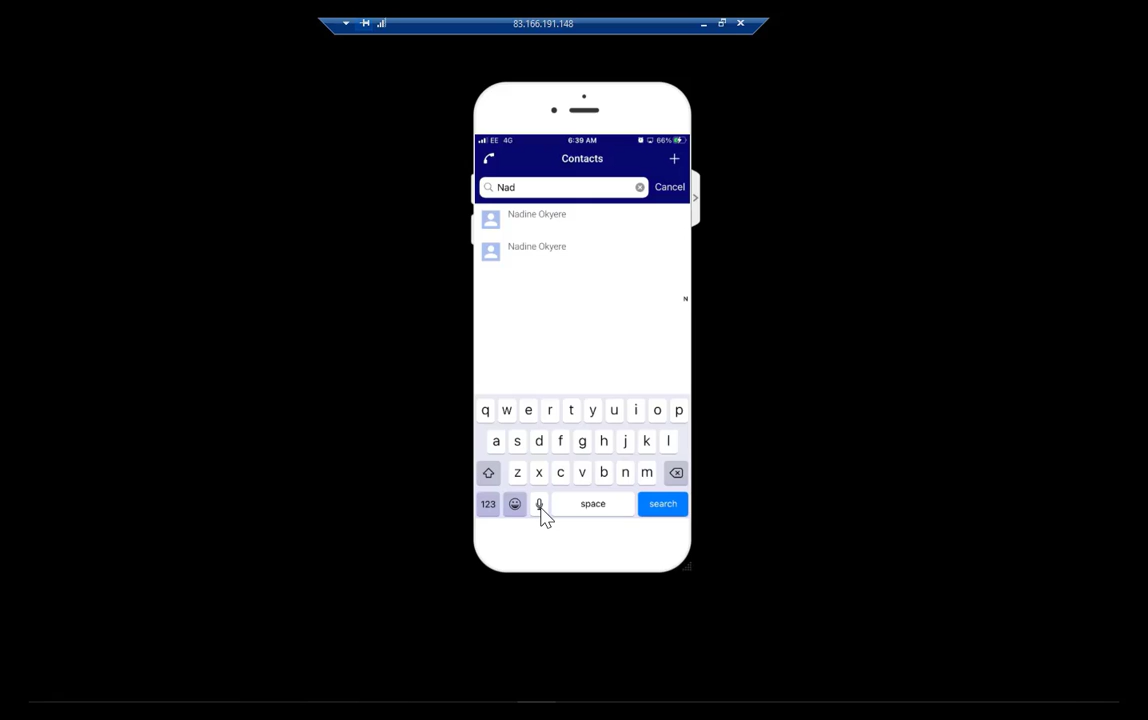 83.166.191.148
EE 4G 6:39 AM 66%
Contacts
Nad Cancel
Nadine Okyere
Nadine Okyere
N
q w e r t y u i o p
a s d f g h j k l
z x c v b n m
123 space search